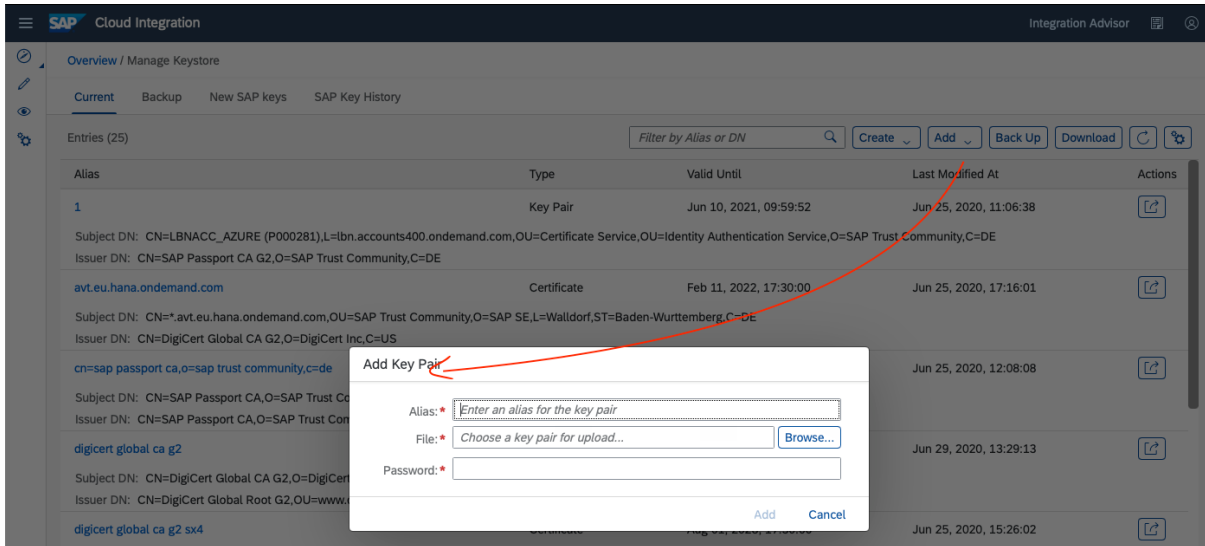 SAP Cloud Integration Integration Advisor
Overview / Manage Keystore
Current Backup New SAP keys SAP Key History
Entries (25) Filter by Alias or DN Create Add Back Up Download
Alias Type Valid Until Last Modified At Actions
1 Key Pair Jun 10, 2021, 09:59:52 Jun 25, 2020, 11:06:38
Subject DN: CN=LBNACC_AZURE (P000281),L=lbn.accounts400.ondemand.com,OU=Certificate Service,OU=Identity Authentication Service,O=SAP Trust Community,C=DE
Issuer DN: CN=SAP Passport CA G2,O=SAP Trust Community,C=DE
avt.eu.hana.ondemand.com Certificate Feb 11, 2022, 17:30:00 Jun 25, 2020, 17:16:01
Subject DN: CN=*.avt.eu.hana.ondemand.com,OU=SAP Trust Community,O=SAP SE,L=Walldorf,ST=Baden-Wurttemberg,C=DE
Issuer DN: CN=DigiCert Global CA G2,O=DigiCert Inc,C=US
cn=sap passport ca,o=sap trust community,c=de Jun 25, 2020, 12:08:08
Subject DN: CN=SAP Passport CA,O=SAP Trust Co
Issuer DN: CN=SAP Passport CA,O=SAP Trust Com
digicert global ca g2 Jun 29, 2020, 13:29:13
Subject DN: CN=DigiCert Global CA G2,O=DigiCert
Issuer DN: CN=DigiCert Global Root G2,OU=www.
digicert global ca g2 sx4 Jun 25, 2020, 15:26:02
Add Key Pair
Alias:* Enter an alias for the key pair
File:* Choose a key pair for upload... Browse...
Password:*
Add Cancel